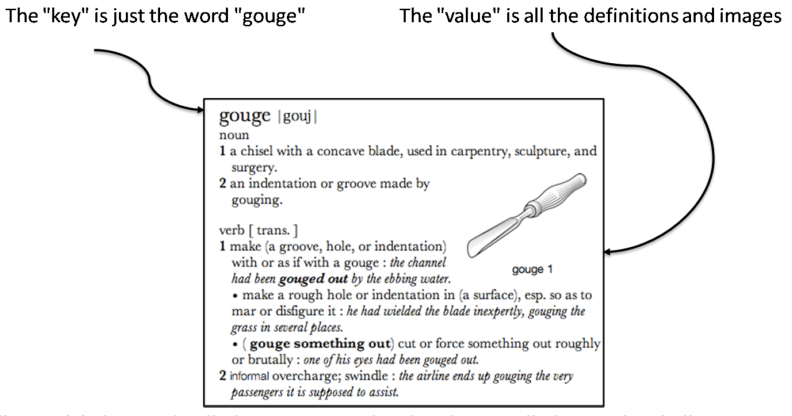 The "key" is just the word "gouge"
The "value" is all the definitions and images
gouge |gouj|
noun
1 a chisel with a concave blade, used in carpentry, sculpture, and
surgery.
2 an indentation or groove made by
gouging.
verb [ trans. ]
1 make (a groove, hole, or indentation)
with or as if with a gouge : the channel
had been gouged out by the ebbing water.
• make a rough hole or indentation in (a surface), esp. so as to
mar or disfigure it : he had wielded the blade inexpertly, gouging the
grass in several places.
• ( gouge something out) cut or force something out roughly
or brutally : one of his eyes had been gouged out.
2 informal overcharge; swindle : the airline ends up gouging the very
passengers it is supposed to assist.
gouge 1